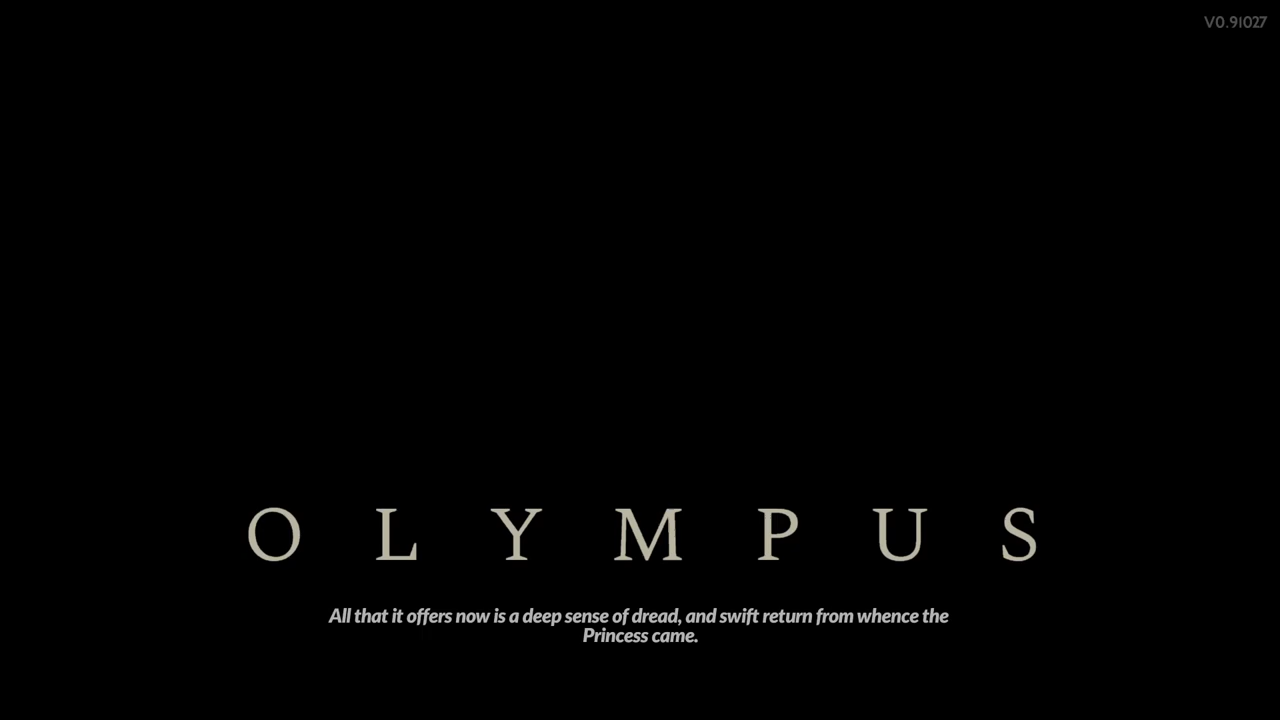 V0.91027
OLYMPUS
All that it offers now is a deep sense of dread, and swift return from whence the
Princess came.